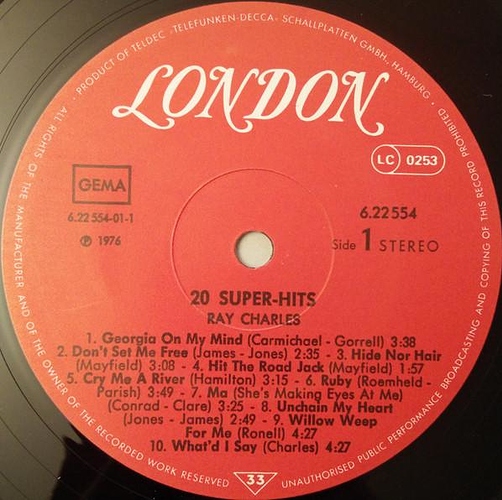 ALL RIGHTS OF THE MANUFACTURER AND OF THE OWNER OF THE RECORDED WORK RESERVED
· PRODUCT OF TELDEC »TELEFUNKEN-DECCA« SCHALLPLATTEN GMBH., HAMBURG ·
UNAUTHORISED PUBLIC PERFORMANCE BROADCASTING AND COPYING OF THIS RECORD PROHIBITED
LONDON
LC 0253
GEMA
6.22 554-01-1
℗ 1976
6.22554
Side 1 STEREO
20 SUPER-HITS
RAY CHARLES
1. Georgia On My Mind (Carmichael - Gorrell) 3:38
2. Don't Set Me Free (James - Jones) 2:35 - 3. Hide Nor Hair
(Mayfield) 3:08 - 4. Hit The Road Jack (Mayfield) 1:57
5. Cry Me A River (Hamilton) 3:15 - 6. Ruby (Roemheld -
Parish) 3:49 - 7. Ma (She's Making Eyes At Me)
(Conrad - Clare) 3:25 - 8. Unchain My Heart
(Jones - James) 2:49 - 9. Willow Weep
For Me (Ronell) 4:27
10. What'd I Say (Charles) 4:27
33